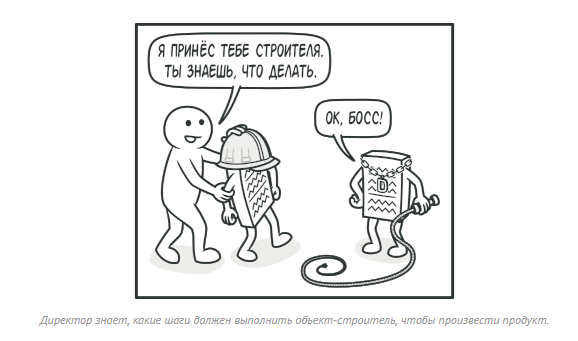 Я ПРИНЁС ТЕБЕ СТРОИТЕЛЯ.
ТЫ ЗНАЕШЬ, ЧТО ДЕЛАТЬ.
ОК, БОСС!
D
Директор знает, какие шаги должен выполнить объект-строитель, чтобы произвести продукт.